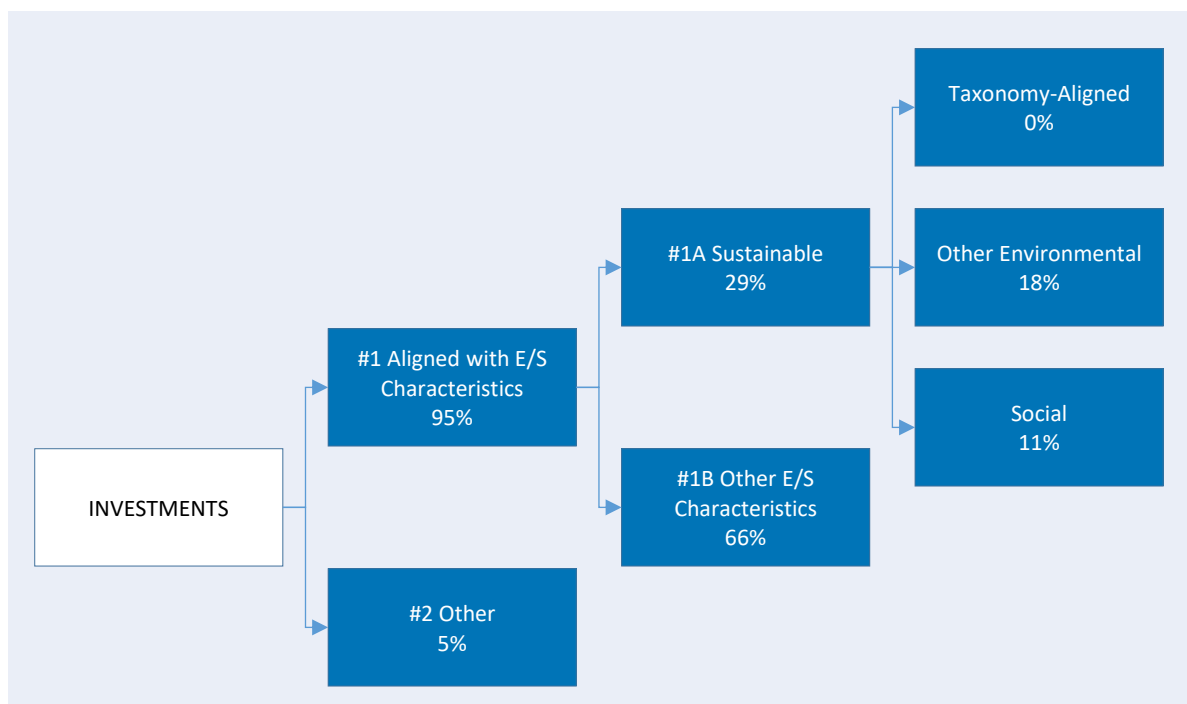 INVESTMENTS
#1 Aligned with E/S
Characteristics
95%
#2 Other
5%
#1A Sustainable
29%
#1B Other E/S
Characteristics
66%
Taxonomy-Aligned
0%
Other Environmental
18%
Social
11%